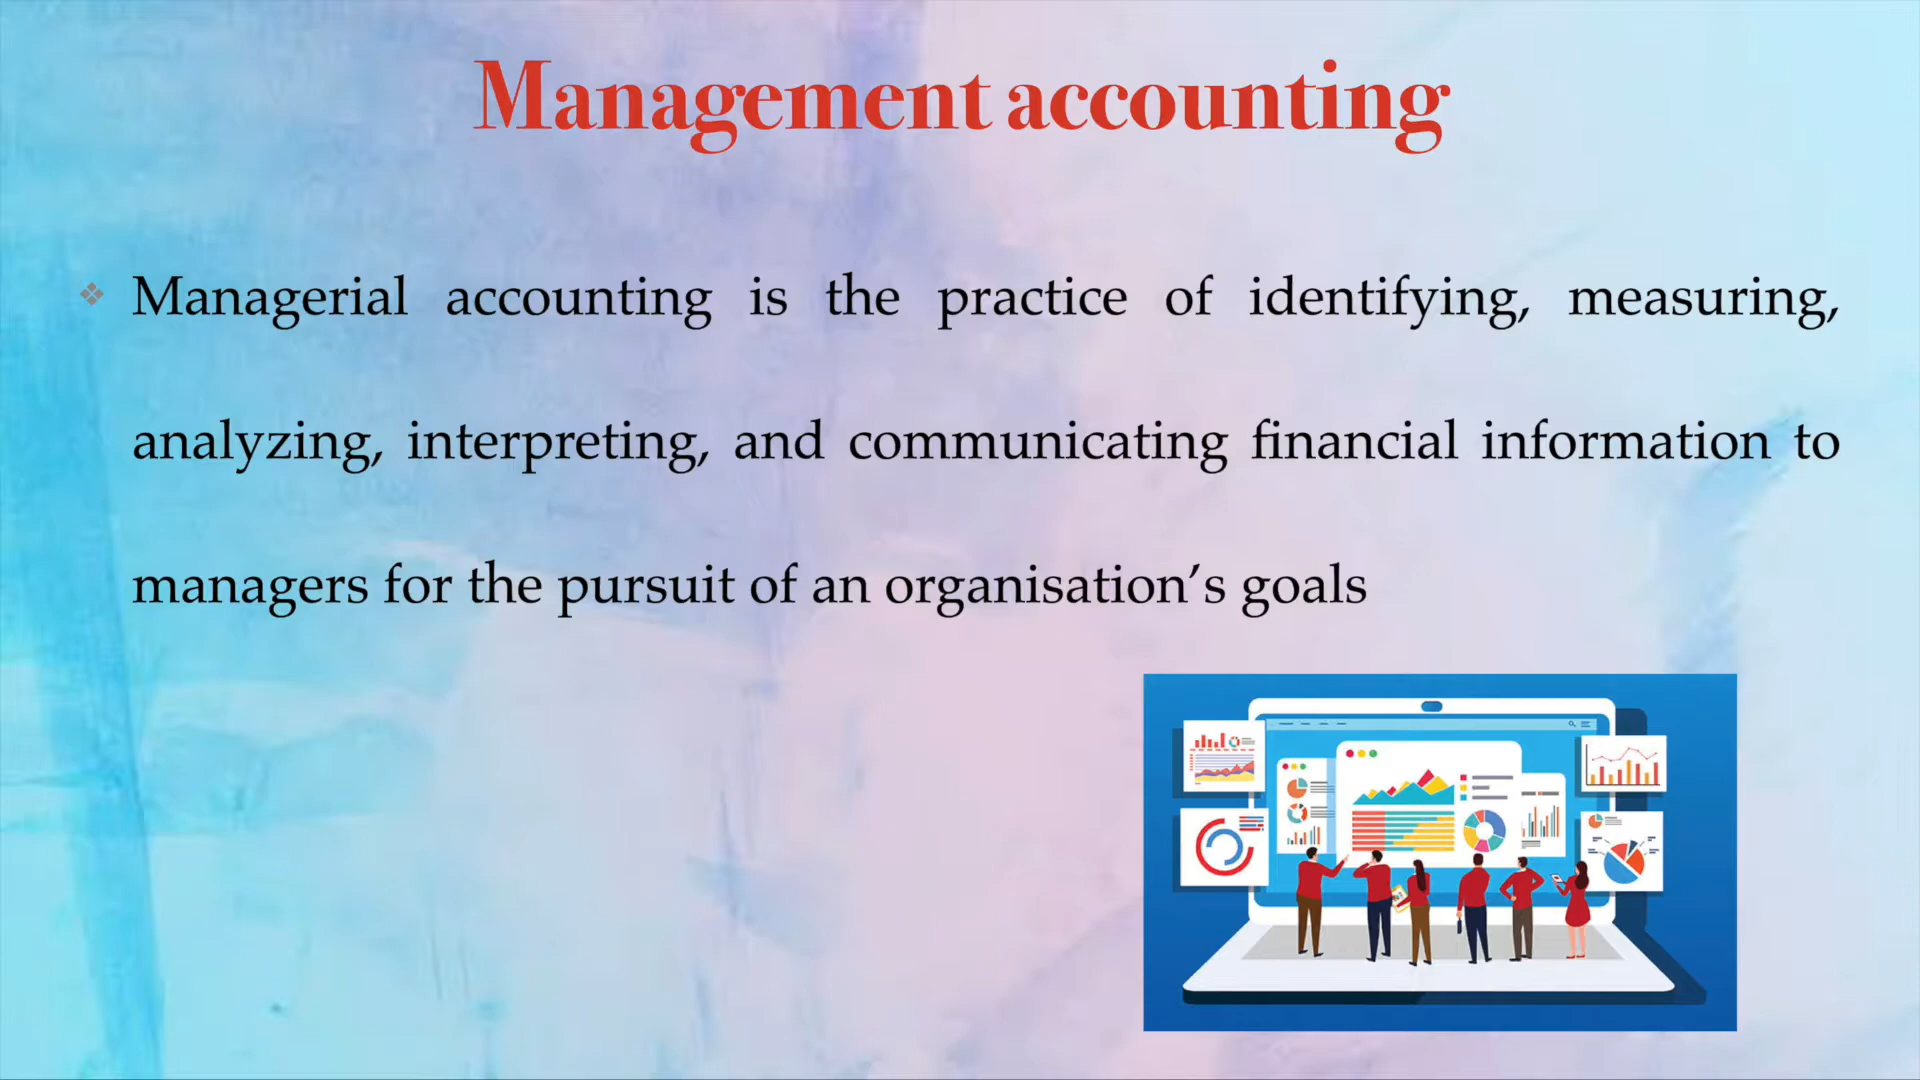 Management accounting
❖ Managerial accounting is the practice of identifying, measuring,
analyzing, interpreting, and communicating financial information to
managers for the pursuit of an organisation’s goals